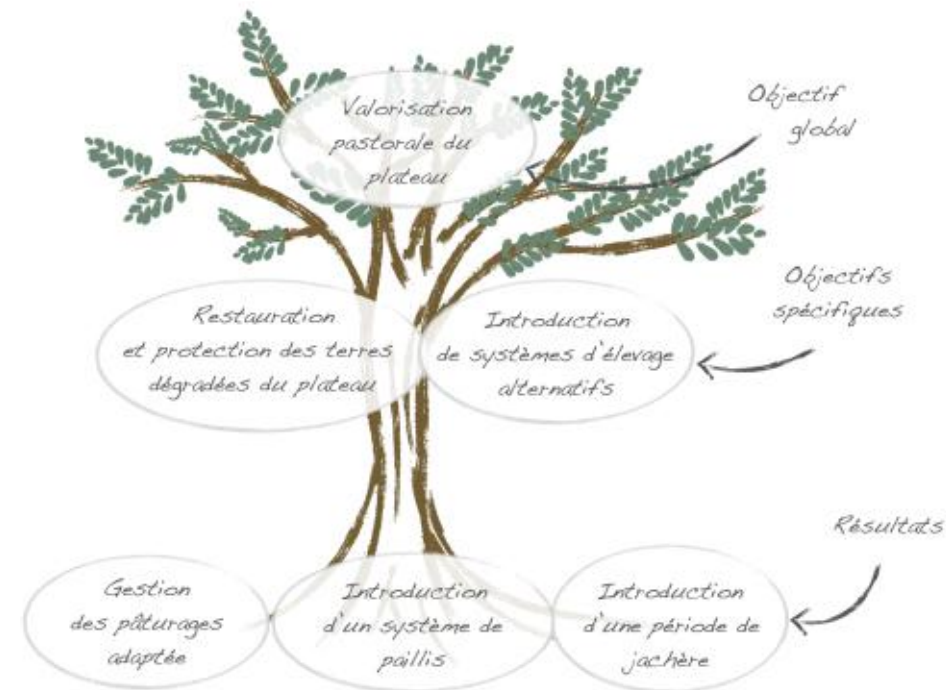 Valorisation
pastorale du
plateau
Objectif
global
Restauration
et protection des terres
dégradées du plateau
Introduction
de systèmes d'élevage
alternatifs
Objectifs
spécifiques
Gestion
des pâturages
adaptée
Introduction
d'un système de
paillis
Introduction
d'une période de
jachère
Résultats